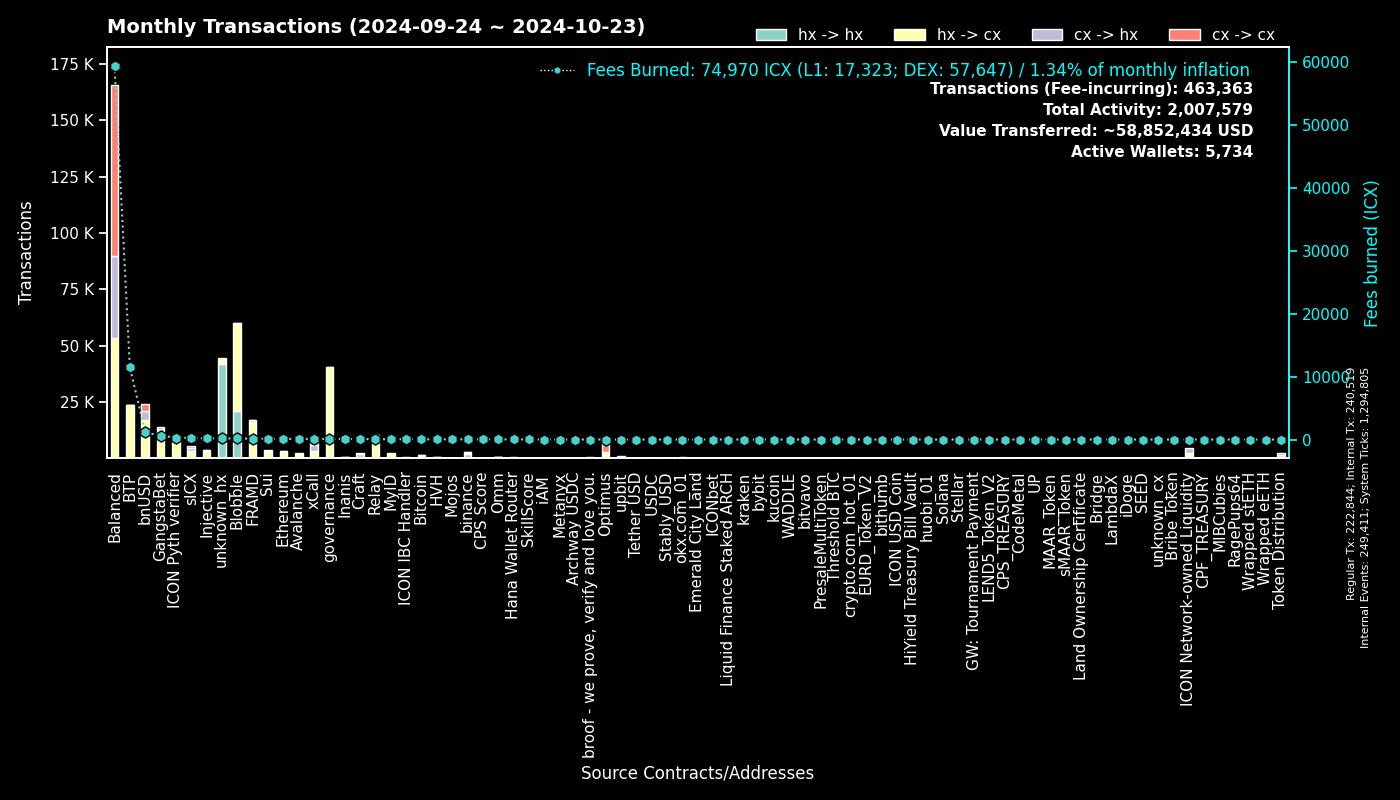 Monthly Transactions (2024-09-24 ~ 2024-10-23)
hx -> hx
hx -> cx
cx -> hx
cx -> cx
Fees Burned: 74,970 ICX (L1: 17,323; DEX: 57,647) / 1.34% of monthly inflation
Transactions (Fee-incurring): 463,363
Total Activity: 2,007,579
Value Transferred: ~58,852,434 USD
Active Wallets: 5,734
Transactions
175 K
150 K
125 K
100 K
75 K
50 K
25 K
60000
50000
40000
30000
20000
10000
0
Fees burned (ICX)
Regular Tx: 222,844; Internal Tx: 240,519
Internal Events: 249,411; System Ticks: 1,294,805
Balanced
BTP
bnUSD
GangstaBet
ICON Pyth verifier
sICX
Injective
unknown_hx
Blobble
FRAMD
Sui
Ethereum
Avalanche
xCall
governance
Inanis
Craft
Relay
MyID
ICON IBC Handler
Bitcoin
HVH
Mojos
binance
CPS Score
Omm
Hana Wallet Router
SkillScore
iAM
Metanyx
Archway USDC
broof - we prove, verify and love you.
Optimus
upbit
Tether USD
USDC
Stably_USD
okx.com_01
Emerald City Land
ICONbet
Liquid Finance Staked ARCH
kraken
bybit
kucoin
WADDLE
bitvavo
PresaleMultiToken
Threshold BTC
crypto.com_hot_01
EURD_Token_V2
bithumb
ICON USD Coin
HiYield Treasury Bill Vault
huobi_01
Solana
Stellar
GW: Tournament Payment
LEND5_Token_V2
CPS_TREASURY
_CodeMetal
UP
MAAR_Token
sMAAR_Token
Land Ownership Certificate
Bridge
LambdaX
iDoge
SEED
unknown_cx
Bribe Token
ICON Network-owned Liquidity
CPF_TREASURY
_MIBCubies
RagePups64
Wrapped stETH
Wrapped eETH
Token Distribution
Source Contracts/Addresses